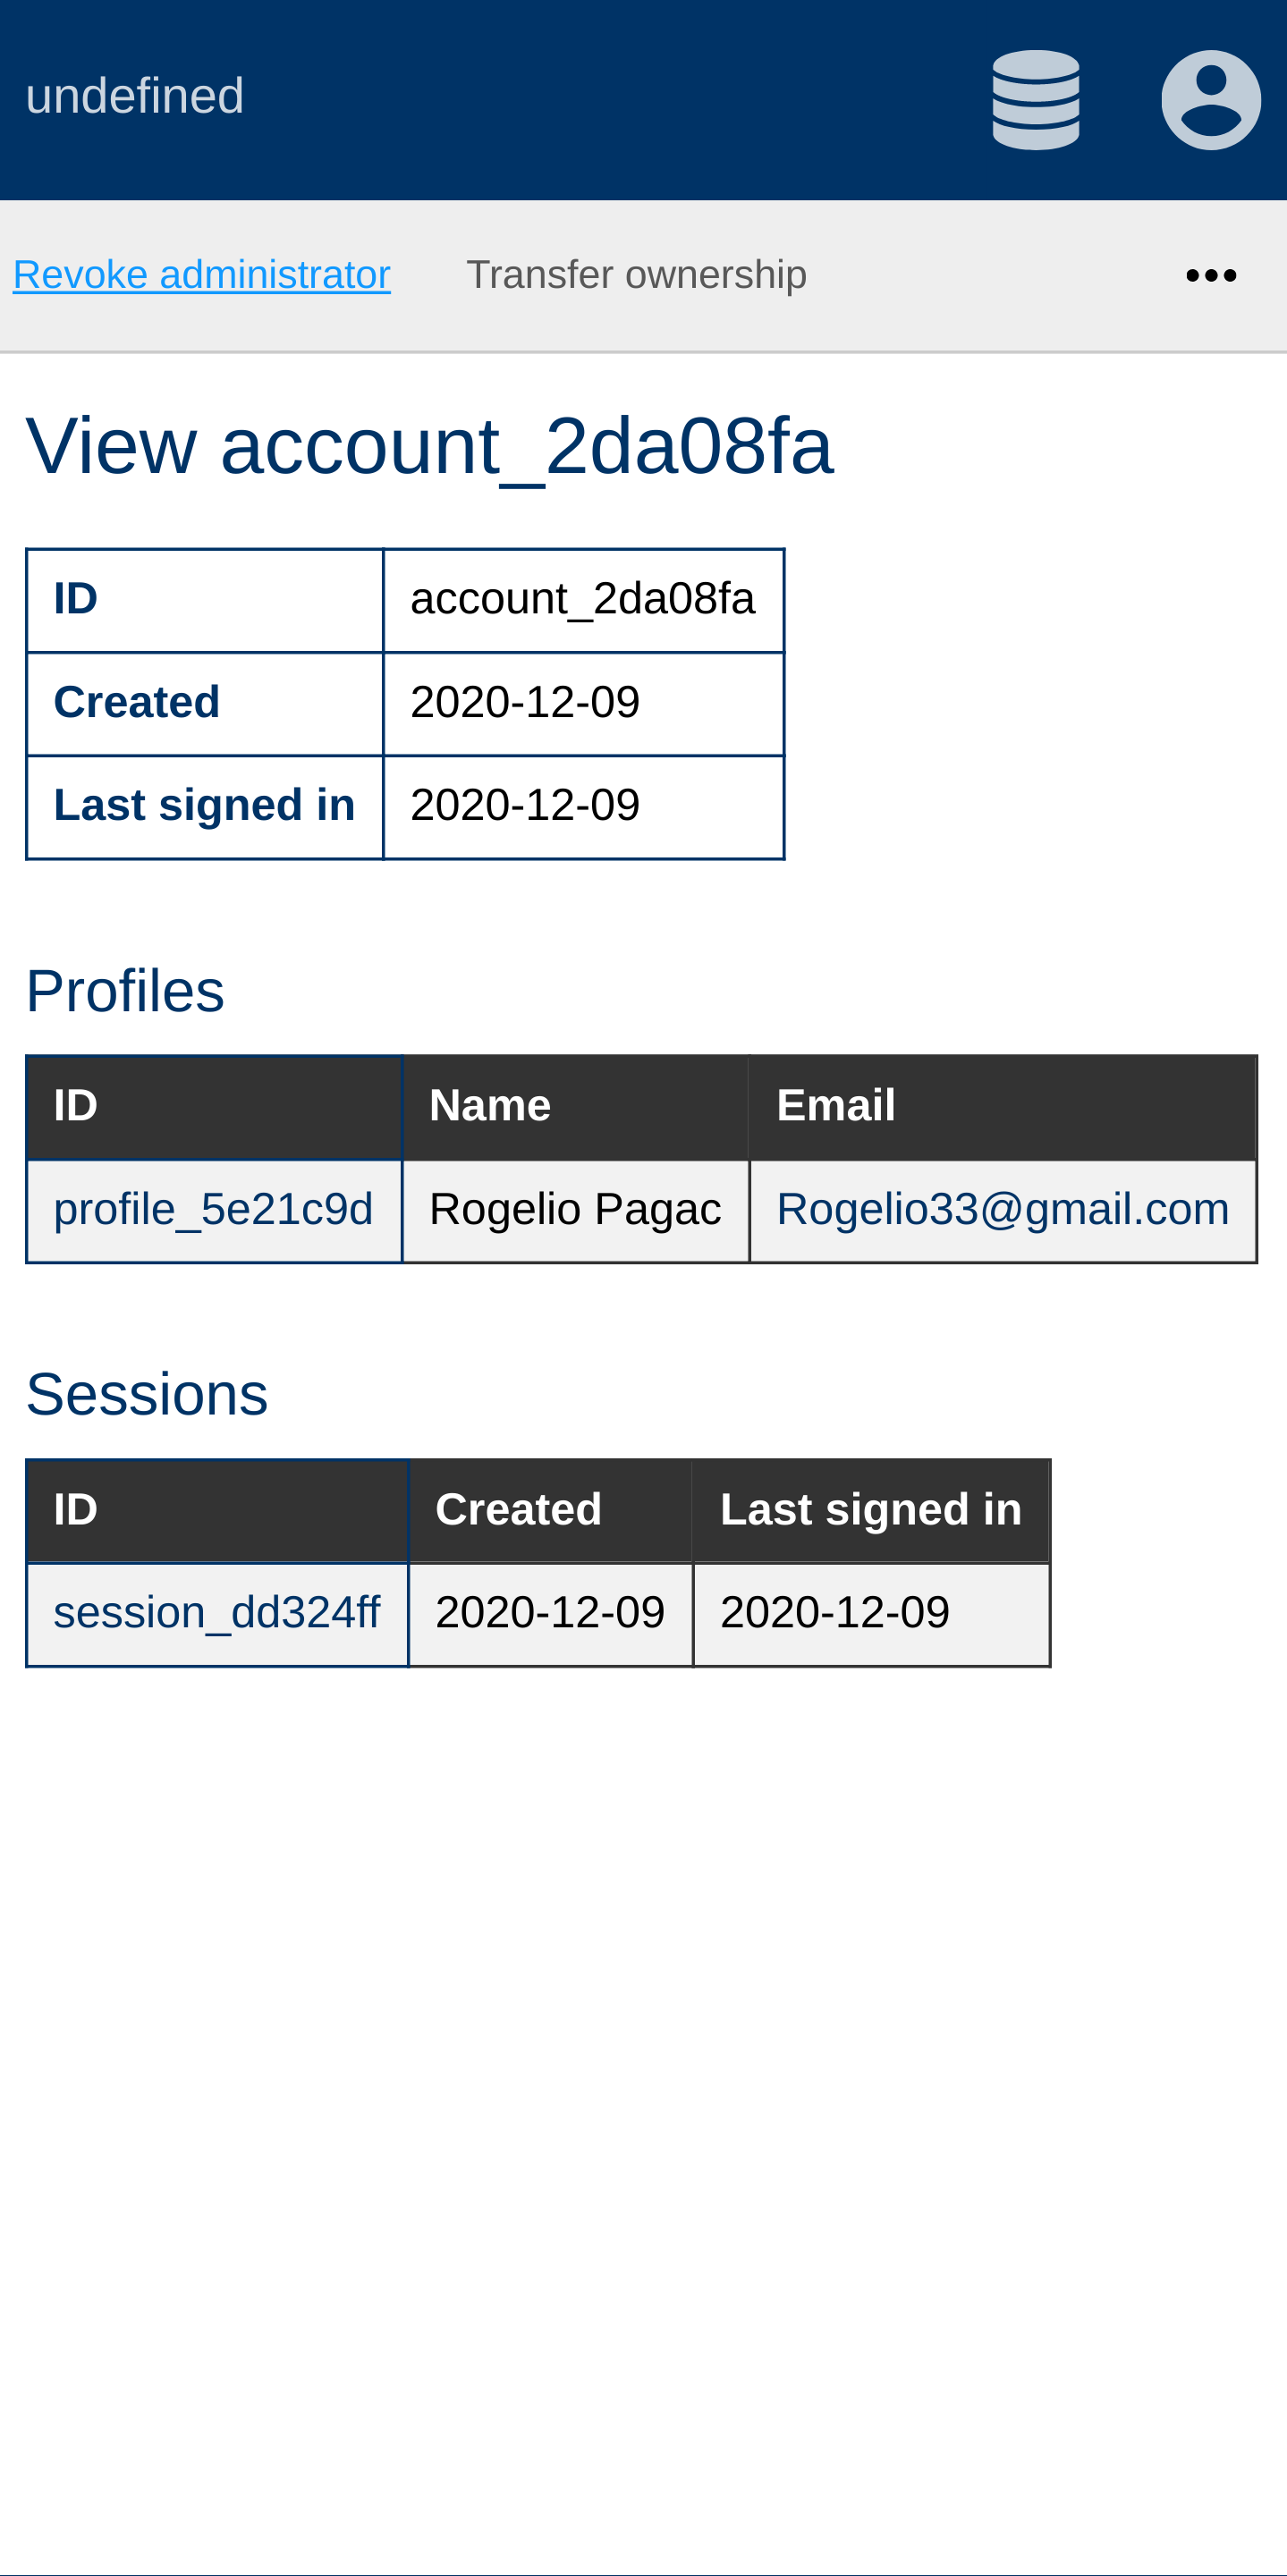 undefined
Revoke administrator Transfer ownership •••
View account_2da08fa
ID account_2da08fa
Created 2020-12-09
Last signed in 2020-12-09
Profiles
ID Name Email
profile_5e21c9d Rogelio Pagac Rogelio33@gmail.com
Sessions
ID Created Last signed in
session_dd324ff 2020-12-09 2020-12-09